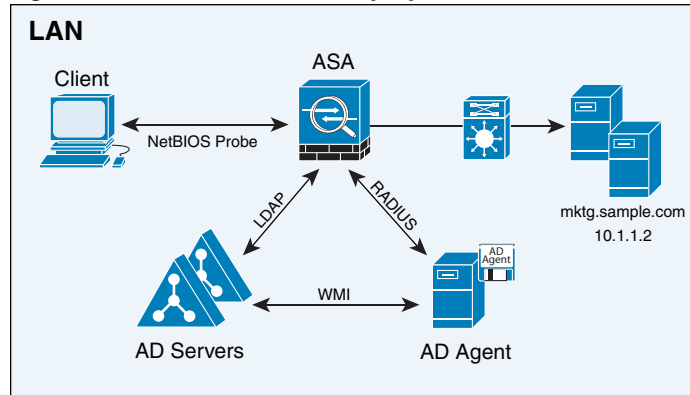 LAN
Client
ASA
NetBIOS Probe
mktg.sample.com
10.1.1.2
LDAP
RADIUS
AD
Agent
WMI
AD Servers
AD Agent